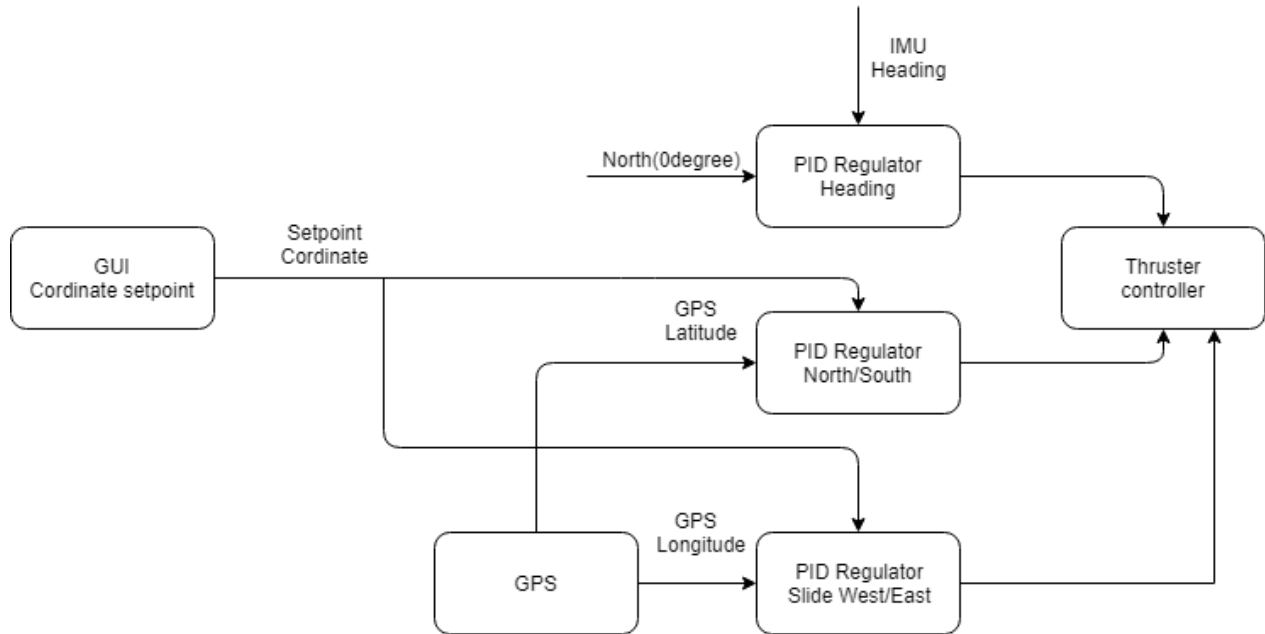 IMU
Heading
North(0degree)
PID Regulator
Heading
GUI
Cordinate setpoint
Setpoint
Cordinate
Thruster
controller
GPS
Latitude
PID Regulator
North/South
GPS
GPS
Longitude
PID Regulator
Slide West/East